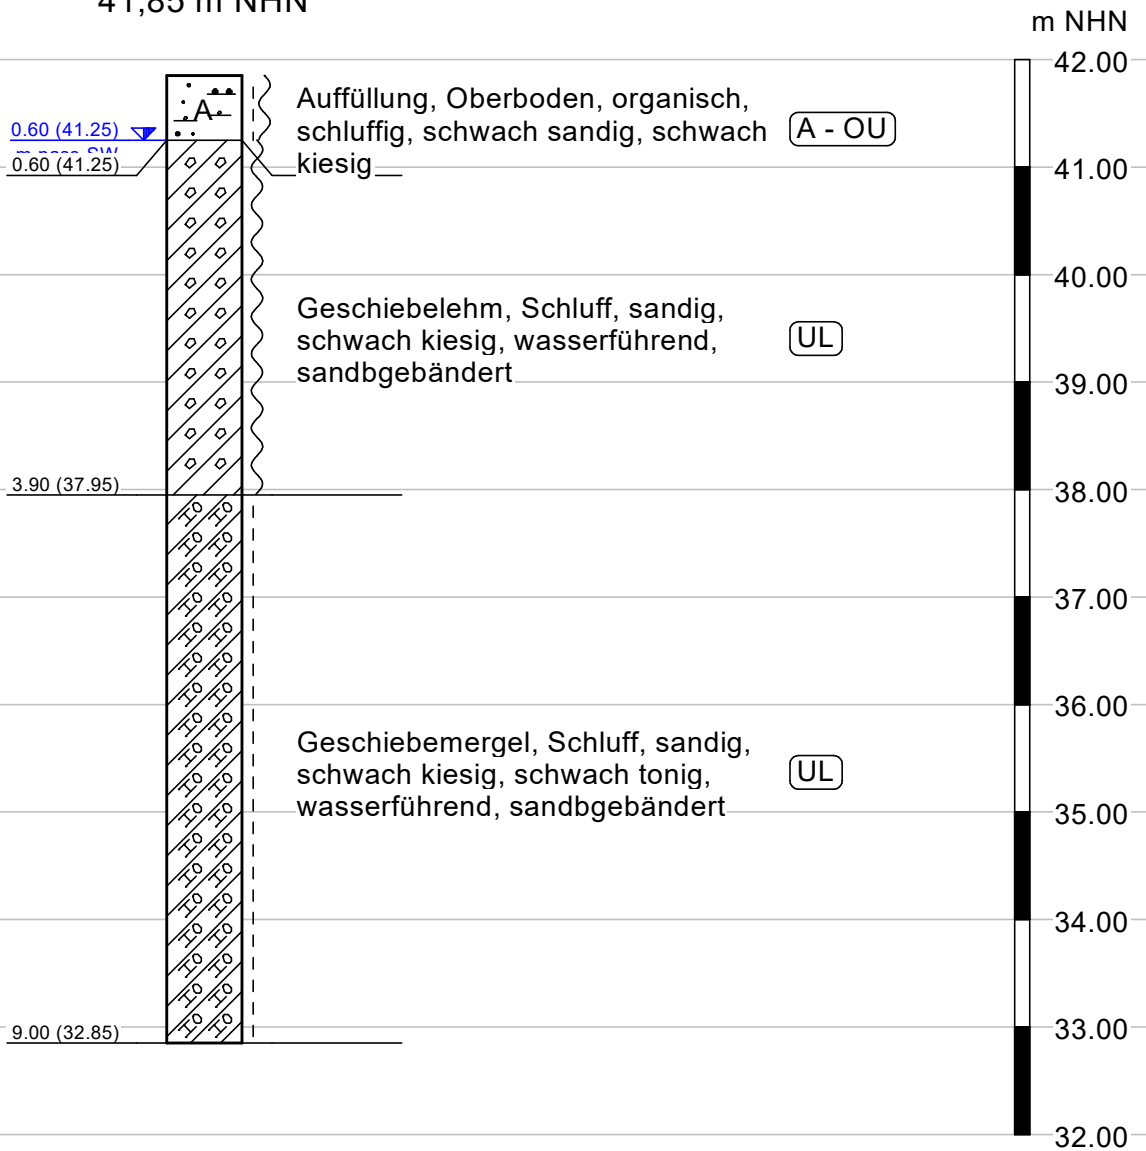 41,85 m NHN
m NHN
42.00
Auffüllung, Oberboden, organisch,
schluffig, schwach sandig, schwach
kiesig
A - OU
A
0.60 (41.25)
0.60 (41.25)
41.00
40.00
Geschiebelehm, Schluff, sandig,
schwach kiesig, wasserführend,
sandbgebändert
UL
39.00
3.90 (37.95)
38.00
37.00
36.00
Geschiebemergel, Schluff, sandig,
schwach kiesig, schwach tonig,
wasserführend, sandbgebändert
UL
35.00
34.00
9.00 (32.85)
33.00
32.00